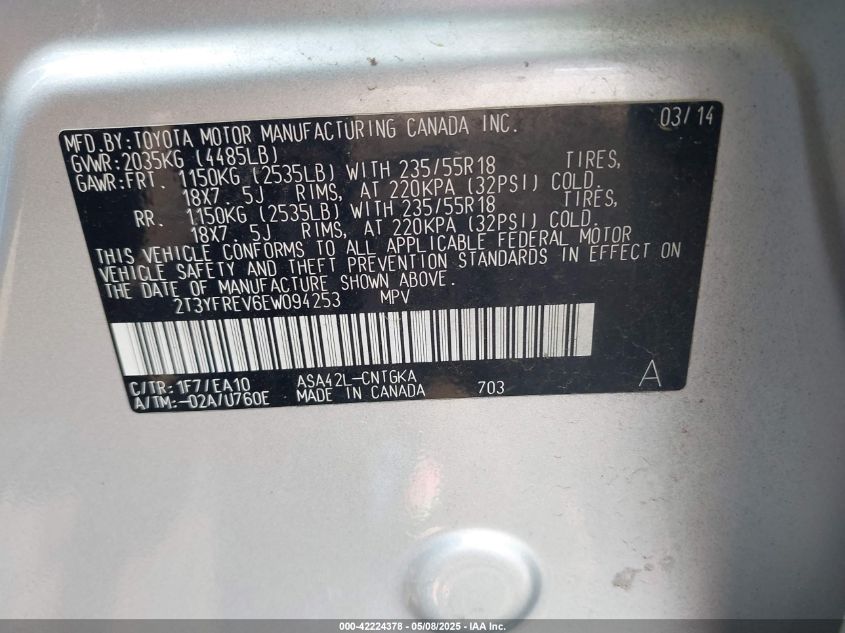 MFD.BY:TOYOTA MOTOR MANUFACTURING CANADA INC. 03/14
GVWR:2035KG (4485LB)
GAWR:FRT. 1150KG (2535LB) WITH 235/55R18 TIRES,
18X7.5J RIMS, AT 220KPA (32PSI) COLD.
RR. 1150KG (2535LB) WITH 235/55R18 TIRES,
18X7.5J RIMS, AT 220KPA (32PSI) COLD.
THIS VEHICLE CONFORMS TO ALL APPLICABLE FEDERAL MOTOR
VEHICLE SAFETY AND THEFT PREVENTION STANDARDS IN EFFECT ON
THE DATE OF MANUFACTURE SHOWN ABOVE.
2T3YFREV6EW094253 MPV
C/TR:1F7/EA10 ASA42L-CNTGKA A
A/TM:-02A/U760E MADE IN CANADA 703
000-42224378 - 05/08/2025 - IAA Inc.